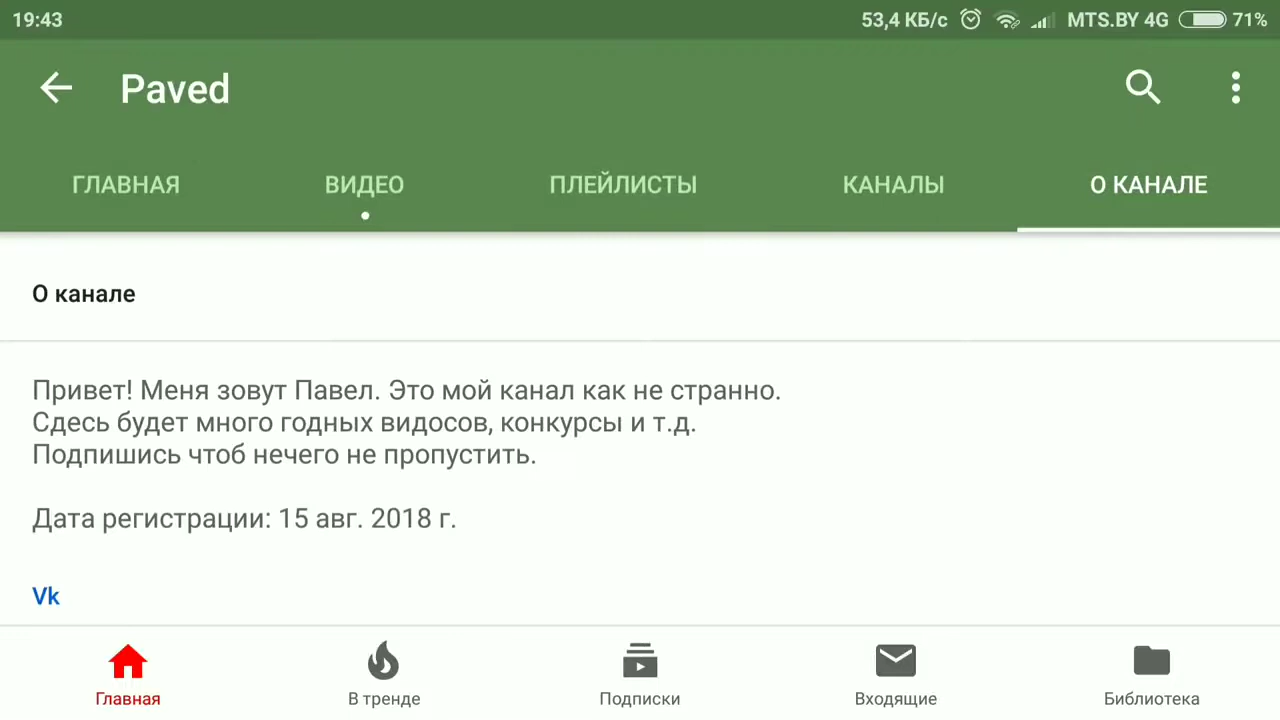 19:43 53,4 КБ/с MTS.BY 4G 71%
Paved
ГЛАВНАЯ ВИДЕО ПЛЕЙЛИСТЫ КАНАЛЫ О КАНАЛЕ
О канале
Привет! Меня зовут Павел. Это мой канал как не странно.
Сдесь будет много годных видосов, конкурсы и т.д.
Подпишись чтоб нечего не пропустить.
Дата регистрации: 15 авг. 2018 г.
Vk
Главная В тренде Подписки Входящие Библиотека